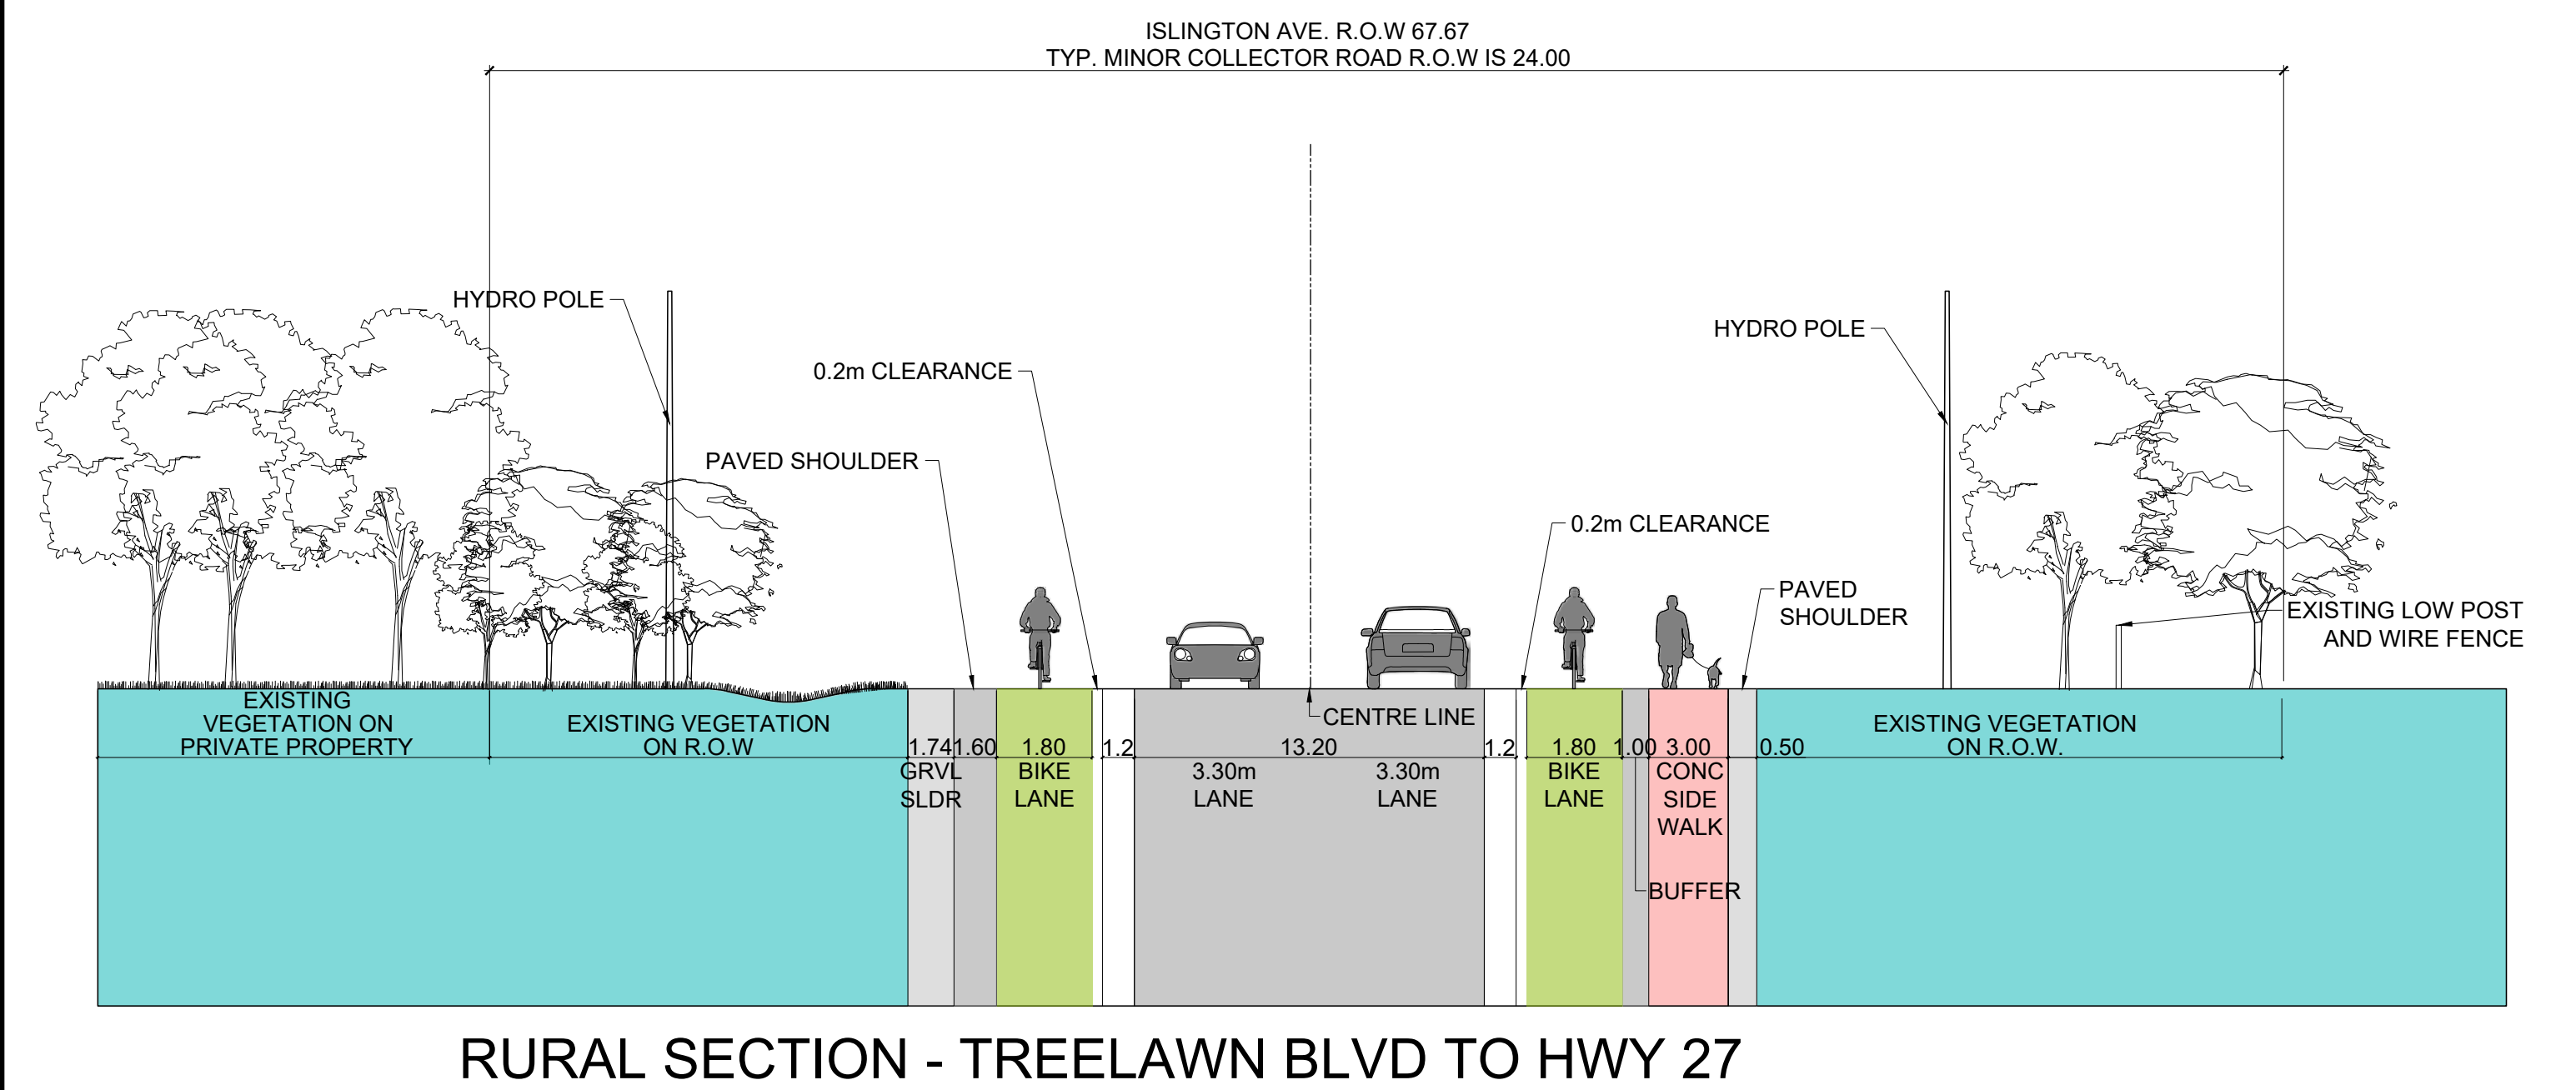 ISLINGTON AVE. R.O.W 67.67
TYP. MINOR COLLECTOR ROAD R.O.W IS 24.00
HYDRO POLE
HYDRO POLE
0.2m CLEARANCE
PAVED SHOULDER
0.2m CLEARANCE
PAVED
SHOULDER
EXISTING LOW POST
AND WIRE FENCE
EXISTING
VEGETATION ON
PRIVATE PROPERTY
EXISTING VEGETATION
ON R.O.W
CENTRE LINE
EXISTING VEGETATION
ON R.O.W.
1.74 1.60 1.80 1.2 13.20 1.2 1.80 1.00 3.00 0.50
GRVL
SLDR
BIKE
LANE
3.30m
LANE
3.30m
LANE
BIKE
LANE
CONC
SIDE
WALK
BUFFER
RURAL SECTION - TREELAWN BLVD TO HWY 27